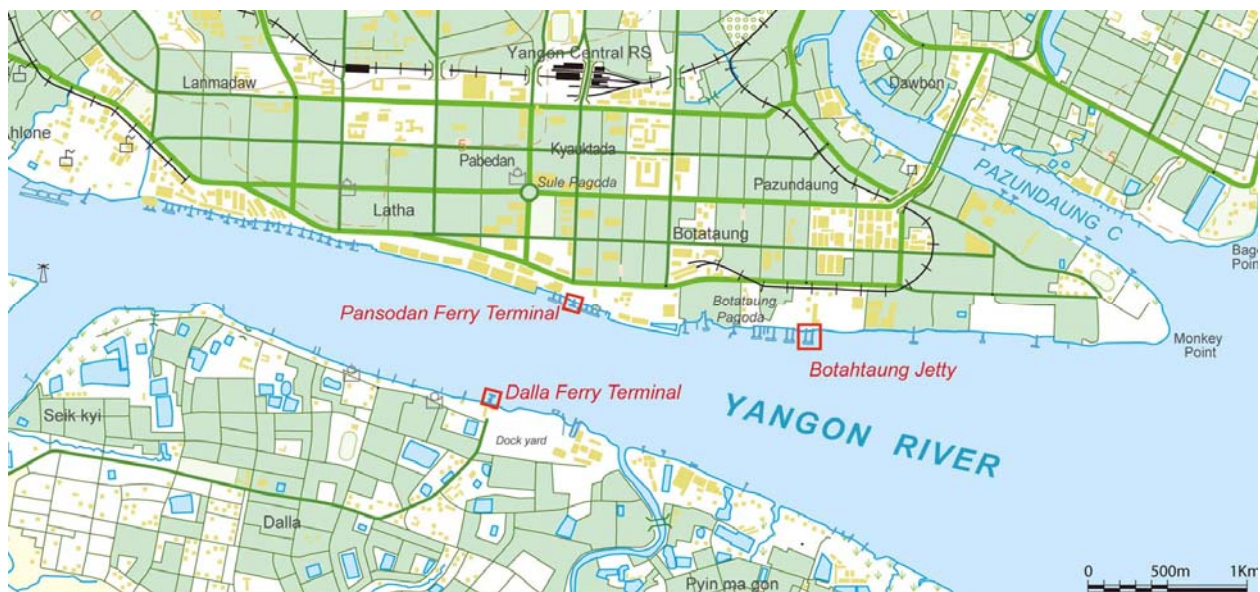 Yangon Central RS
Lanmadaw
Dawbon
Ahlone
5
Kyauktada
Pabedan
5
Sule Pagoda
Pazundaung
PAZUNDAUNG C
Latha
Botataung
Bago
Point
Pansodan Ferry Terminal
Botataung
Pagoda
Monkey
Point
Botahtaung Jetty
Dalla Ferry Terminal
Seik kyi
YANGON RIVER
Dock yard
Dalla
Pyin ma gon
0 500m 1Km